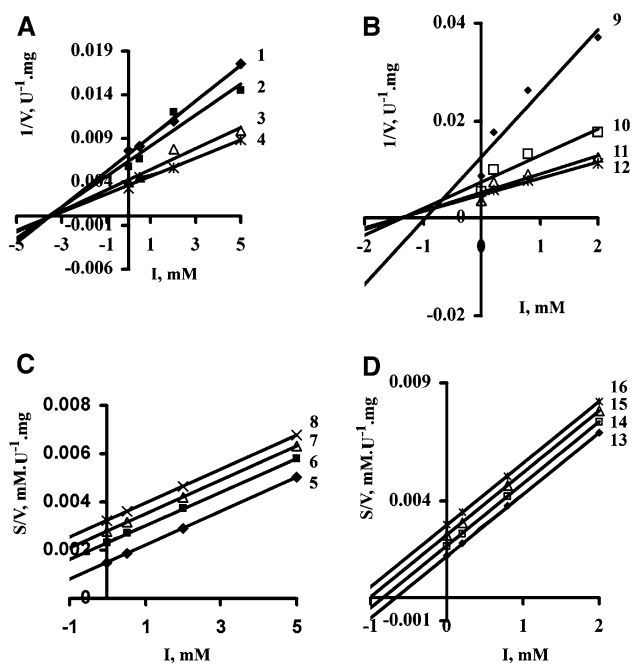 A
1/V, U-1.mg
0.019
0.014
0.009
0.004
-0.001
-0.006
-5 -3 -1 1 3 5
I, mM
1
2
3
4
B
1/V, U-1.mg
0.04
0.02
0
-0.02
-2 -1 0 1 2
I, mM
9
10
11
12
C
S/V, mM.U-1.mg
0.008
0.006
0.004
0.002
0
-1 1 3 5
I, mM
8
7
6
5
D
S/V, mM.U-1.mg
0.009
0.004
-0.001
-1 0 1 2
I, mM
16
15
14
13